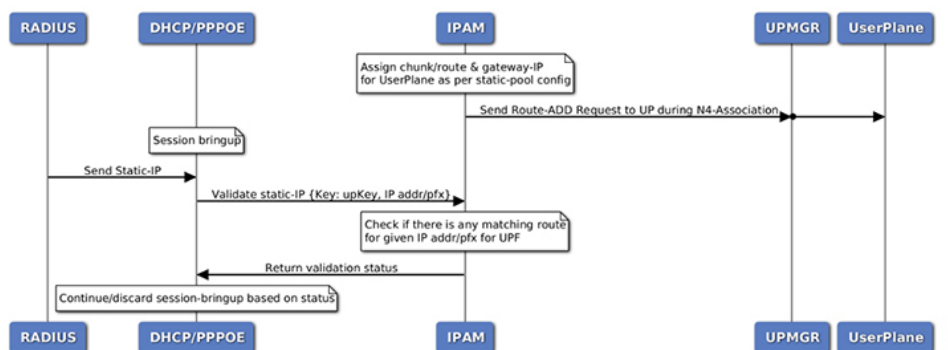 RADIUS
DHCP/PPPOE
IPAM
UPMGR
UserPlane
Assign chunk/route & gateway-IP
for UserPlane as per static-pool config
Send Route-ADD Request to UP during N4-Association
Session bringup
Send Static-IP
Validate static-IP {Key: upKey, IP addr/pfx}
Check if there is any matching route
for given IP addr/pfx for UPF
Return validation status
Continue/discard session-bringup based on status
RADIUS
DHCP/PPPOE
IPAM
UPMGR
UserPlane